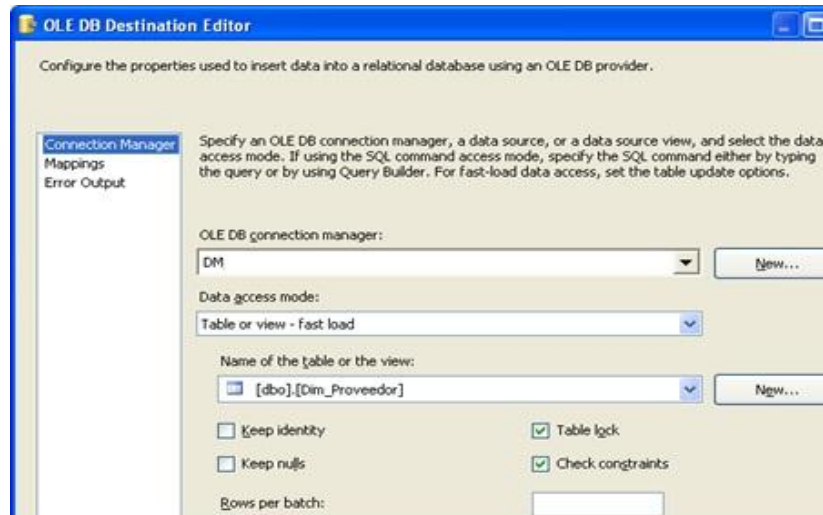 OLE DB Destination Editor
Configure the properties used to insert data into a relational database using an OLE DB provider.
Connection Manager
Mappings
Error Output
Specify an OLE DB connection manager, a data source, or a data source view, and select the data
access mode. If using the SQL command access mode, specify the SQL command either by typing
the query or by using Query Builder. For fast-load data access, set the table update options.
OLE DB connection manager:
DM
New...
Data access mode:
Table or view - fast load
Name of the table or the view:
[dbo].[Dim_Proveedor]
New...
Keep identity
Table lock
Keep nulls
Check constraints
Rows per batch: